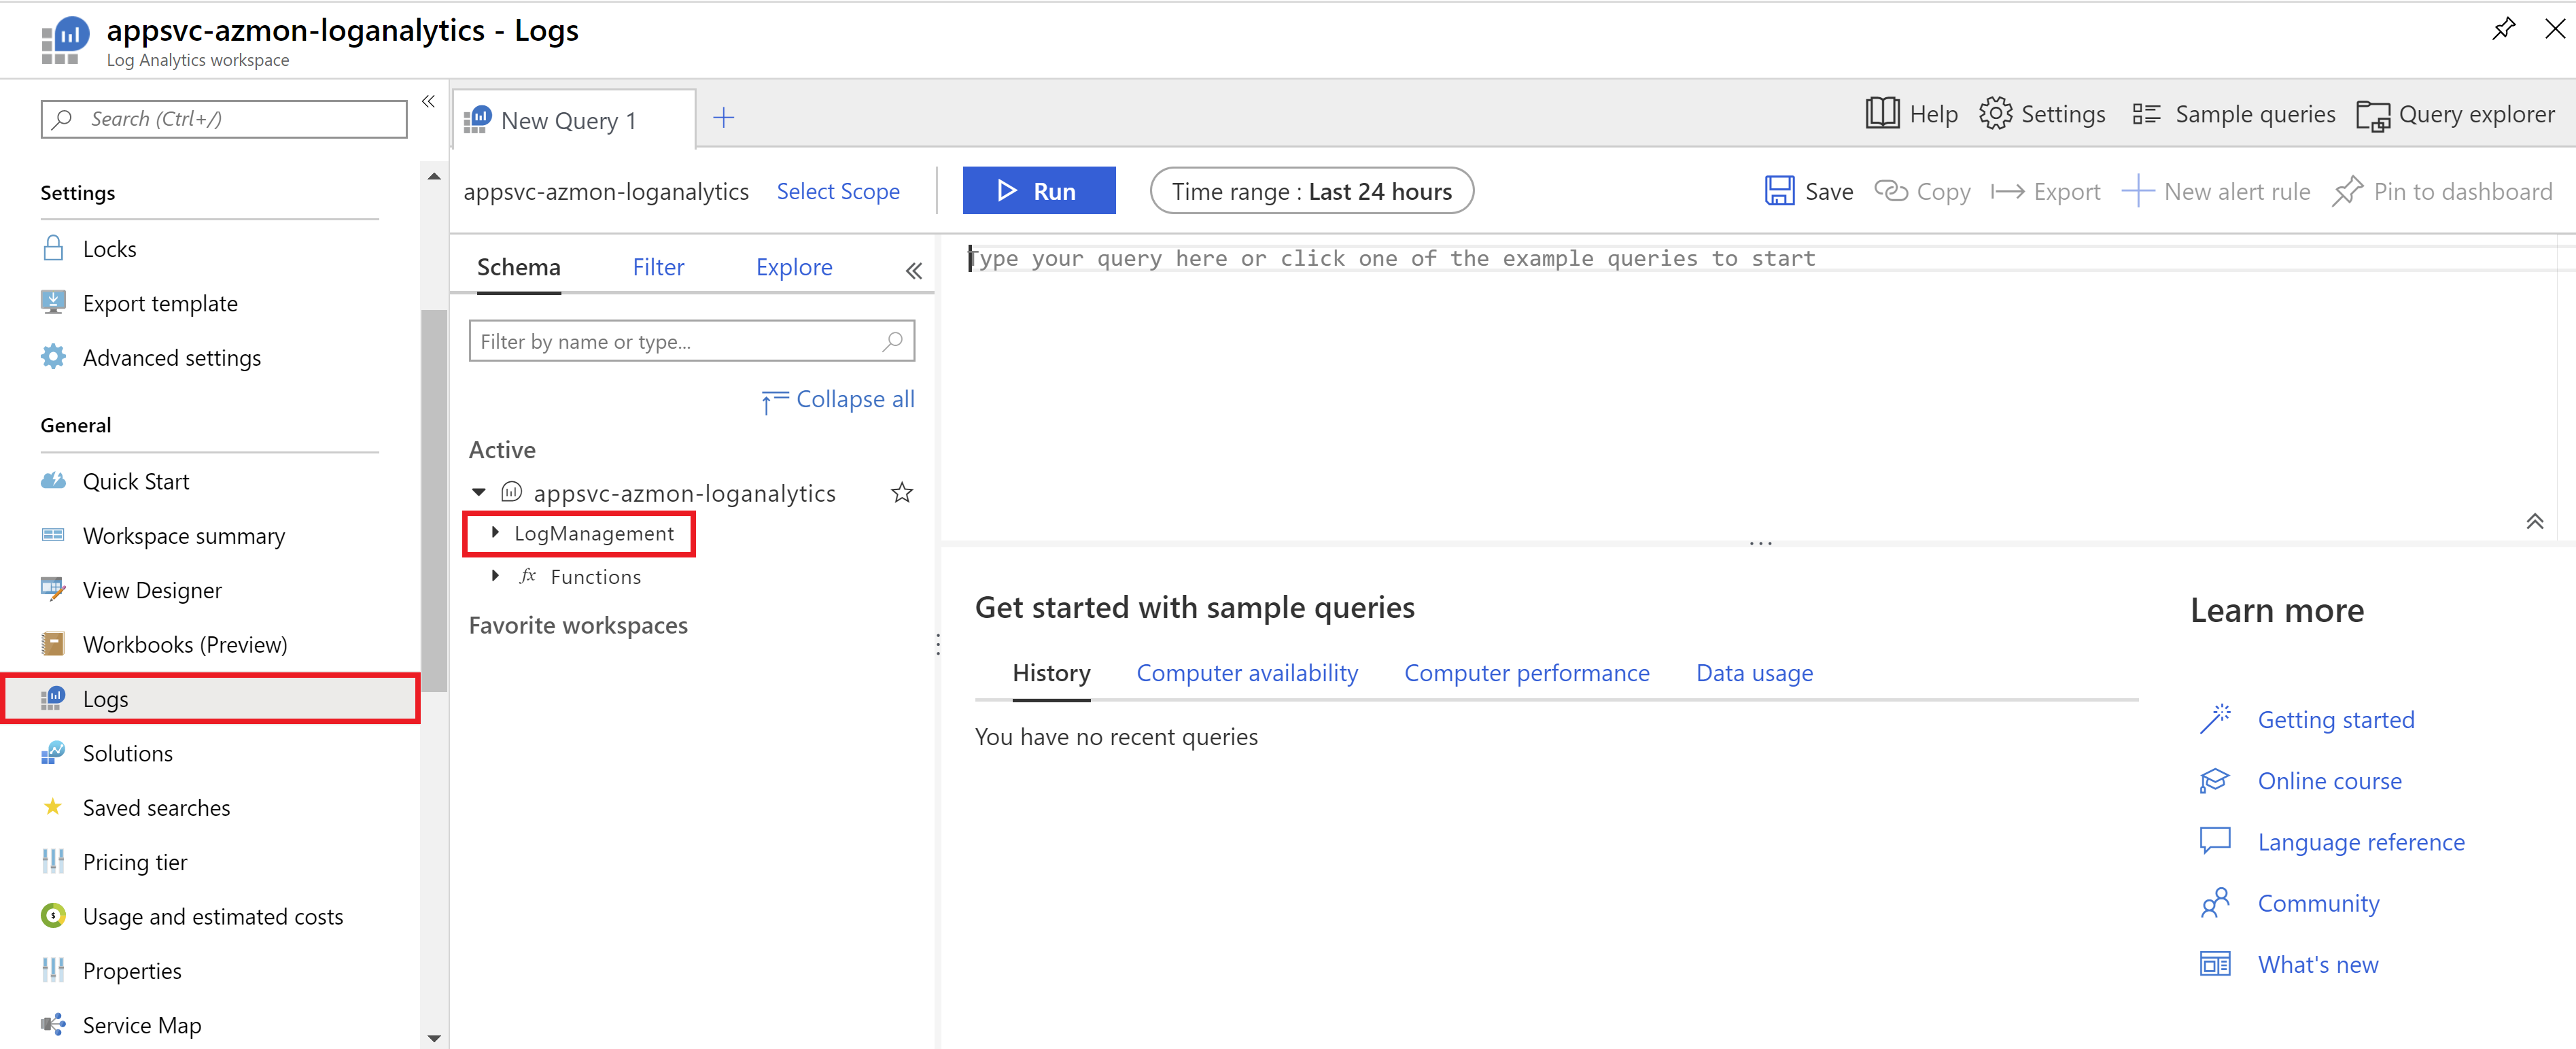 appsvc-azmon-loganalytics - Logs
Log Analytics workspace
Search (Ctrl+/)
Settings
Locks
Export template
Advanced settings
General
Quick Start
Workspace summary
View Designer
Workbooks (Preview)
Logs
Solutions
Saved searches
Pricing tier
Usage and estimated costs
Properties
Service Map
New Query 1
Help Settings Sample queries Query explorer
appsvc-azmon-loganalytics Select Scope Run Time range : Last 24 hours Save Copy Export New alert rule Pin to dashboard
Schema Filter Explore
Filter by name or type...
Collapse all
Active
appsvc-azmon-loganalytics
LogManagement
fx Functions
Favorite workspaces
Type your query here or click one of the example queries to start
Get started with sample queries
History Computer availability Computer performance Data usage
You have no recent queries
Learn more
Getting started
Online course
Language reference
Community
What's new